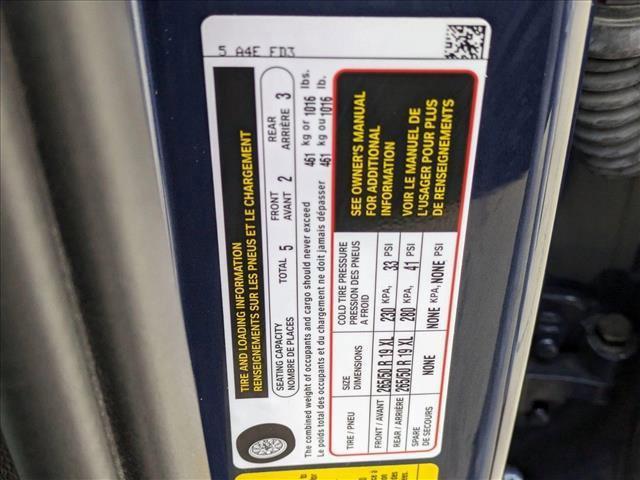 5 A4E FD3
TIRE AND LOADING INFORMATION
RENSEIGNEMENTS SUR LES PNEUS ET LE CHARGEMENT
SEATING CAPACITY
NOMBRE DE PLACES
TOTAL 5
FRONT
AVANT 2
REAR
ARRIÈRE 3
The combined weight of occupants and cargo should never exceed 461 kg or 1016 lbs.
Le poids total des occupants et du chargement ne doit jamais dépasser 461 kg ou 1016 lb.
TIRE / PNEU
SIZE
DIMENSIONS
COLD TIRE PRESSURE
PRESSION DES PNEUS
A FROID
SEE OWNER'S MANUAL
FOR ADDITIONAL
INFORMATION
VOIR LE MANUEL DE
L'USAGER POUR PLUS
DE RENSEIGNEMENTS
FRONT / AVANT 265/50 R 19 XL 230 KPA, 33 PSI
REAR / ARRIÈRE 265/50 R 19 XL 280 KPA, 41 PSI
SPARE
DE SECOURS
NONE NONE KPA, NONE PSI